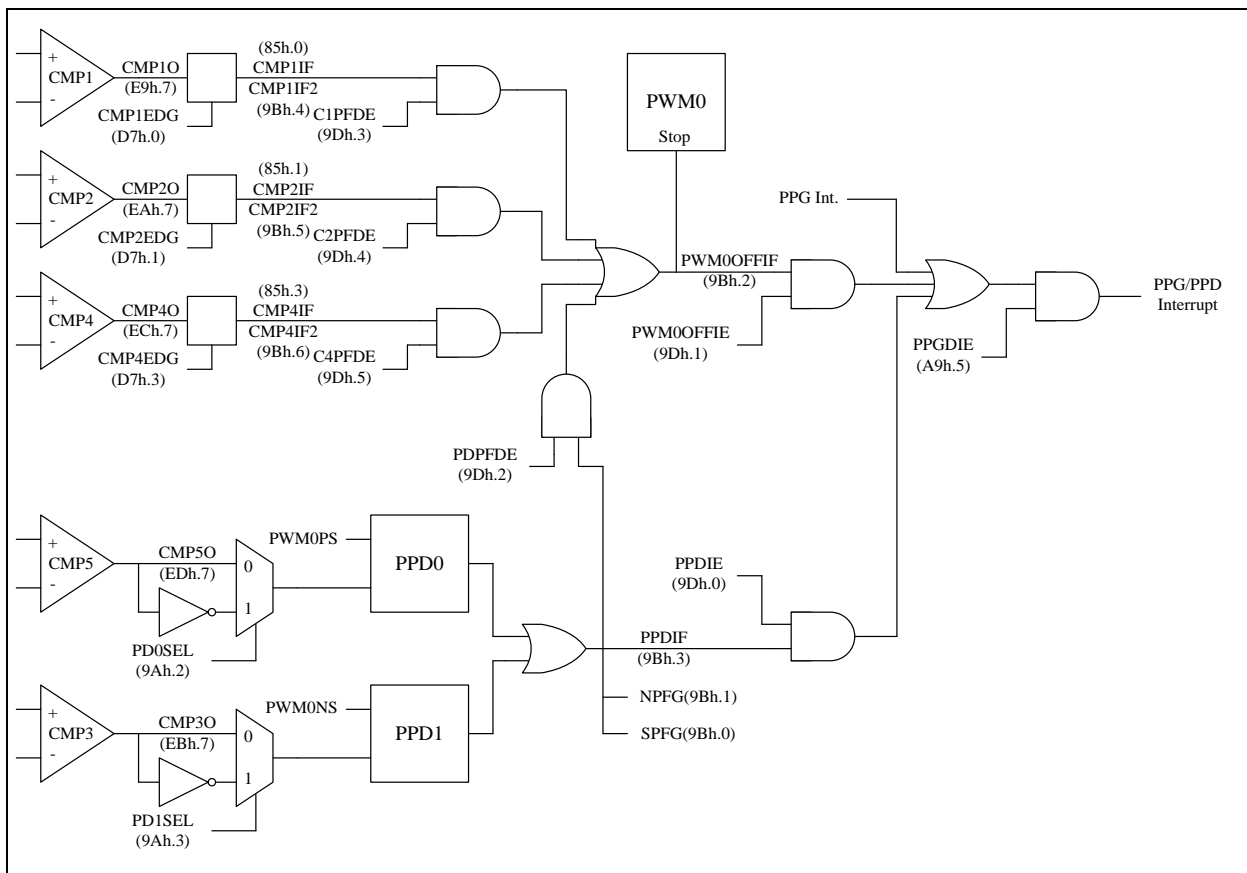 +
CMP1
-
CMP1O
(E9h.7)
CMP1EDG
(D7h.0)
(85h.0)
CMP1IF
CMP1IF2
(9Bh.4)
C1PFDE
(9Dh.3)
PWM0
Stop
+
CMP2
-
CMP2O
(EAh.7)
CMP2EDG
(D7h.1)
(85h.1)
CMP2IF
CMP2IF2
(9Bh.5)
C2PFDE
(9Dh.4)
PPG Int.
PWM0OFFIF
(9Bh.2)
PWM0OFFIE
(9Dh.1)
PPGDIE
(A9h.5)
PPG/PPD
Interrupt
+
CMP4
-
CMP4O
(ECh.7)
CMP4EDG
(D7h.3)
(85h.3)
CMP4IF
CMP4IF2
(9Bh.6)
C4PFDE
(9Dh.5)
PDPFDE
(9Dh.2)
+
CMP5
-
CMP5O
(EDh.7)
0
1
PD0SEL
(9Ah.2)
PWM0PS
PPD0
PPDIE
(9Dh.0)
PPDIF
(9Bh.3)
NPFG(9Bh.1)
SPFG(9Bh.0)
+
CMP3
-
CMP3O
(EBh.7)
0
1
PD1SEL
(9Ah.3)
PWM0NS
PPD1